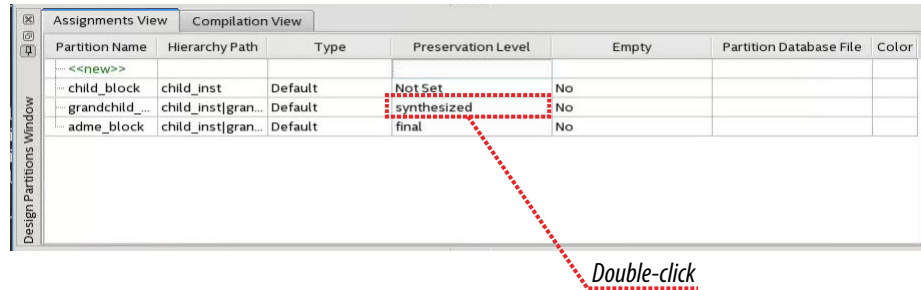 Assignments View Compilation View
Partition Name Hierarchy Path Type Preservation Level Empty Partition Database File Color
<<new>>
child_block child_inst Default Not Set No
grandchild_... child_inst|gran... Default synthesized No
adme_block child_inst|gran... Default final No
Design Partitions Window
Double-click